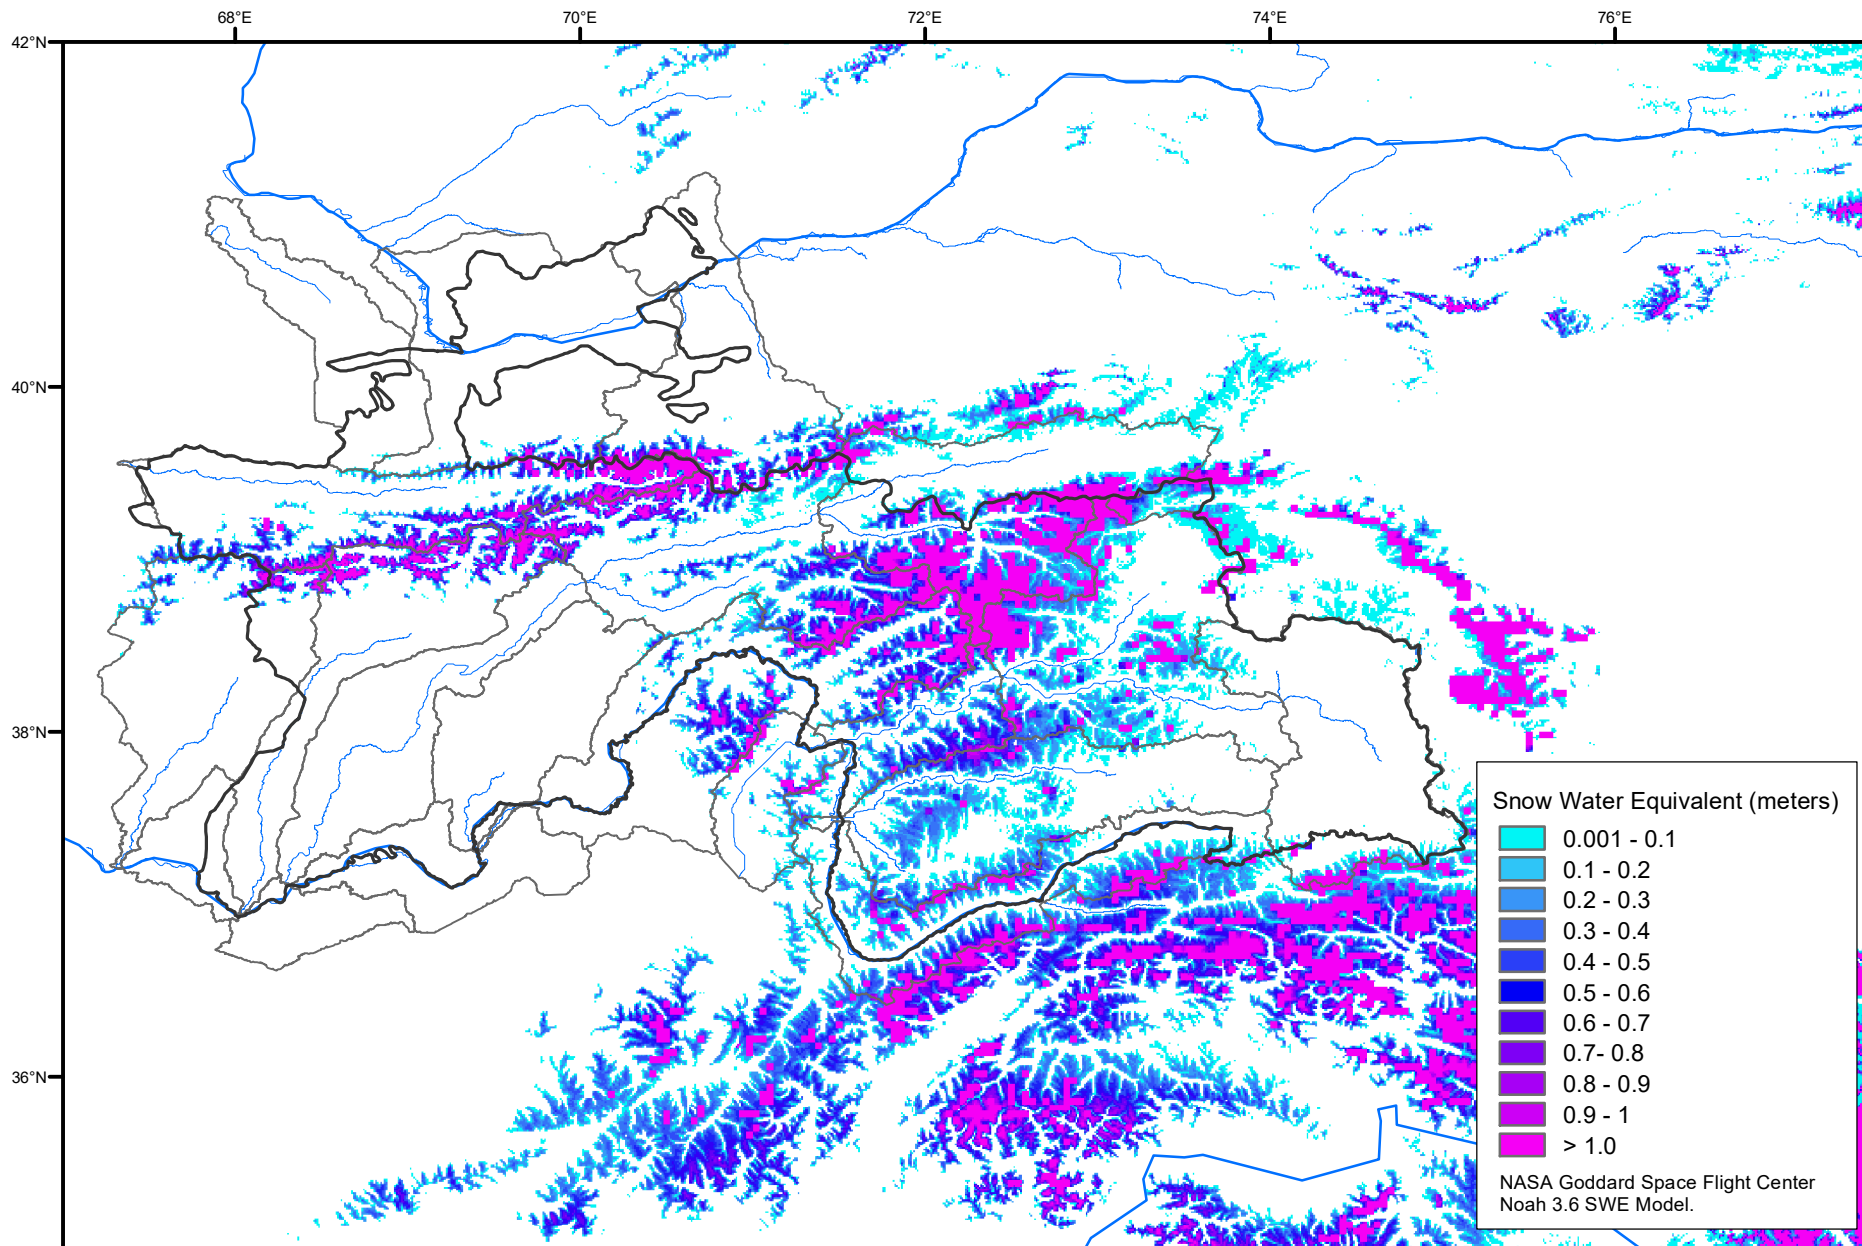 68°E 70°E 72°E 74°E 76°E
42°N
40°N
38°N
36°N
Snow Water Equivalent (meters)
0.001 - 0.1
0.1 - 0.2
0.2 - 0.3
0.3 - 0.4
0.4 - 0.5
0.5 - 0.6
0.6 - 0.7
0.7- 0.8
0.8 - 0.9
0.9 - 1
> 1.0
NASA Goddard Space Flight Center
Noah 3.6 SWE Model.